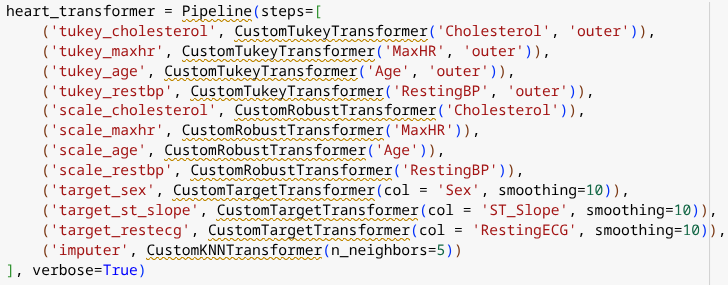 heart_transformer = Pipeline(steps=[
    ('tukey_cholesterol', CustomTukeyTransformer('Cholesterol', 'outer')),
    ('tukey_maxhr', CustomTukeyTransformer('MaxHR', 'outer')),
    ('tukey_age', CustomTukeyTransformer('Age', 'outer')),
    ('tukey_restbp', CustomTukeyTransformer('RestingBP', 'outer')),
    ('scale_cholesterol', CustomRobustTransformer('Cholesterol')),
    ('scale_maxhr', CustomRobustTransformer('MaxHR')),
    ('scale_age', CustomRobustTransformer('Age')),
    ('scale_restbp', CustomRobustTransformer('RestingBP')),
    ('target_sex', CustomTargetTransformer(col = 'Sex', smoothing=10)),
    ('target_st_slope', CustomTargetTransformer(col = 'ST_Slope', smoothing=10)),
    ('target_restecg', CustomTargetTransformer(col = 'RestingECG', smoothing=10)),
    ('imputer', CustomKNNTransformer(n_neighbors=5))
], verbose=True)